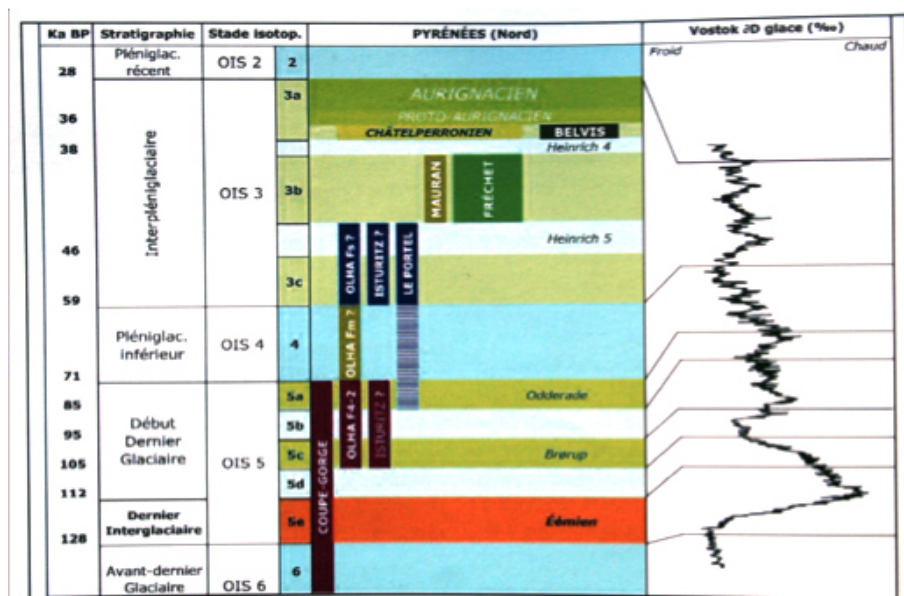 Ka BP Stratigraphie Stade Isotop. PYRÉNÉES (Nord) Vostok ∂D glace (‰)
Froid Chaud
Pléniglac.
récent
OIS 2
2
28
3a
AURIGNACIEN
36
PROTO-AURIGNACIEN
CHÂTELPERRONIEN
BELVIS
38
Heinrich 4
Interpléniglaciaire
OIS 3
3b
MAURAN
FRÉCHET
46
Heinrich 5
OLHA Fs ?
ISTURITZ ?
LE PORTEL
3c
59
Pléniglac.
inférieur
OIS 4
4
OLHA Fm ?
71
5a
Odderade
85
OLHA F4-2
ISTURITZ ?
5b
95
Début
Dernier
Glaciaire
OIS 5
5c
Brørup
105
5d
112
COUPE-GORGE
Dernier
Interglaciaire
5e
Éémien
128
Avant-dernier
Glaciaire
OIS 6
6